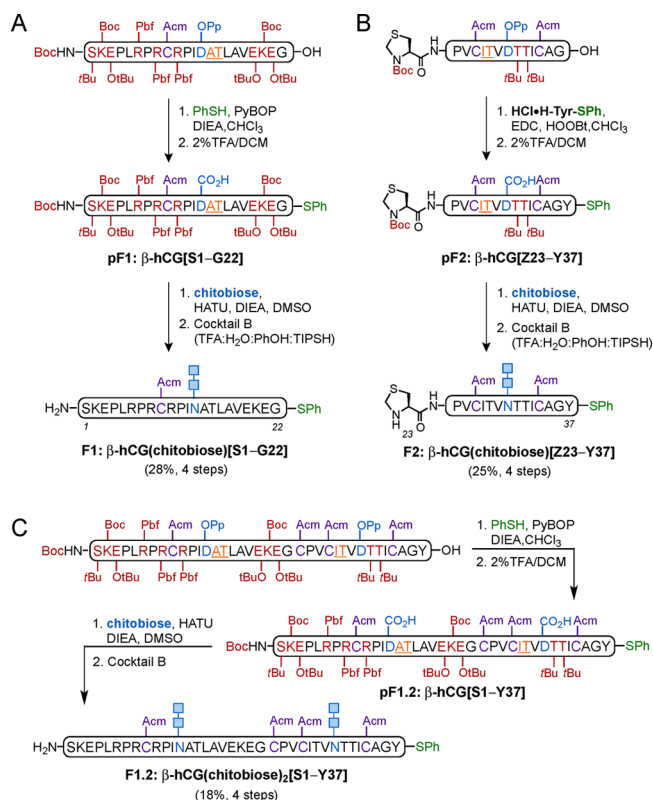 A
Boc Pbf Acm OPp Boc
BocHN SKEPLRPRCRPIDATLAVEKEG OH
tBu OtBu Pbf Pbf tBuO OtBu
1. PhSH, PyBOP
DIEA,CHCl3
2. 2%TFA/DCM
Boc Pbf Acm CO2H Boc
BocHN SKEPLRPRCRPIDATLAVEKEG SPh
tBu OtBu Pbf Pbf tBuO OtBu
pF1: β-hCG[S1–G22]
1. chitobiose,
HATU, DIEA, DMSO
2. Cocktail B
(TFA:H2O:PhOH:TIPSH)
Acm
H2N SKEPLRPRCRPINATLAVEKEG SPh
1 22
F1: β-hCG(chitobiose)[S1–G22]
(28%, 4 steps)
B
Acm OPp Acm
S H N PVCITVDTTICAG OH
N Boc O tBu tBu
1. HCl•H-Tyr-SPh,
EDC, HOOBt,CHCl3
2. 2%TFA/DCM
Acm CO2H Acm
S H N PVCITVDTTICAGY SPh
N Boc O tBu tBu
pF2: β-hCG[Z23–Y37]
1. chitobiose,
HATU, DIEA, DMSO
2. Cocktail B
(TFA:H2O:PhOH:TIPSH)
Acm Acm
S H N PVCITVNTTICAGY SPh
N H O
23 37
F2: β-hCG(chitobiose)[Z23–Y37]
(25%, 4 steps)
C
Boc Pbf Acm OPp Boc Acm Acm OPp Acm
BocHN SKEPLRPRCRPIDATLAVEKEGCPVCITVDTTICAGY OH
tBu OtBu Pbf Pbf tBuO OtBu tBu tBu
1. PhSH, PyBOP
DIEA,CHCl3
2. 2%TFA/DCM
Boc Pbf Acm CO2H Boc Acm Acm CO2H Acm
BocHN SKEPLRPRCRPIDATLAVEKEGCPVCITVDTTICAGY SPh
tBu OtBu Pbf Pbf tBuO OtBu tBu tBu
pF1.2: β-hCG[S1–Y37]
1. chitobiose, HATU
DIEA, DMSO
2. Cocktail B
Acm Acm Acm Acm
H2N SKEPLRPRCRPINATLAVEKEGCPVCITVNTTICAGY SPh
F1.2: β-hCG(chitobiose)2[S1–Y37]
(18%, 4 steps)